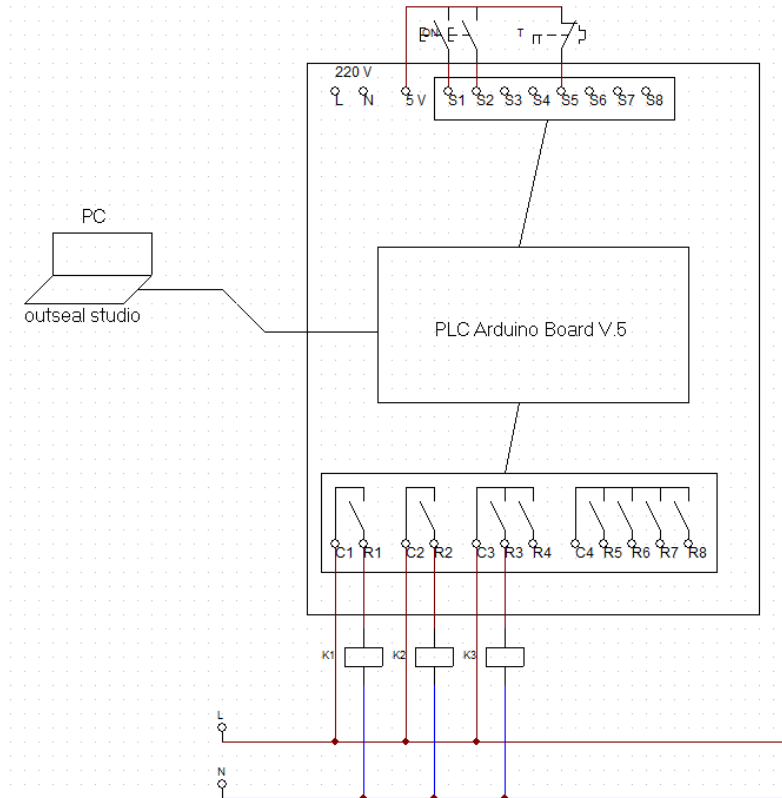 ON T
220 V
L N 5 V S1 S2 S3 S4 S5 S6 S7 S8
PC
outseal studio
PLC Arduino Board V.5
C1 R1 C2 R2 C3 R3 R4 C4 R5 R6 R7 R8
K1 K2 K3
L
N